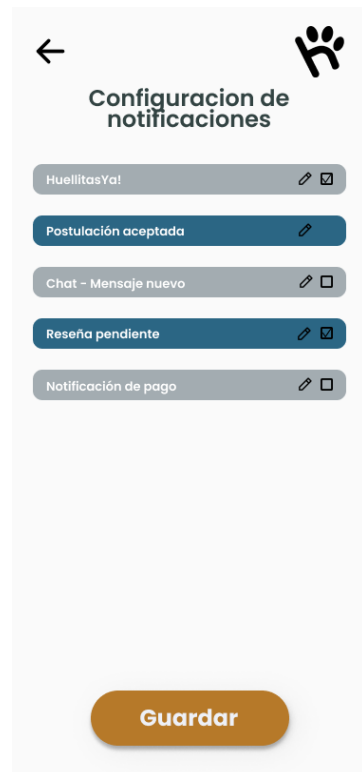 Configuracion de
notificaciones
HuellitasYa!
Postulación aceptada
Chat - Mensaje nuevo
Reseña pendiente
Notificación de pago
Guardar